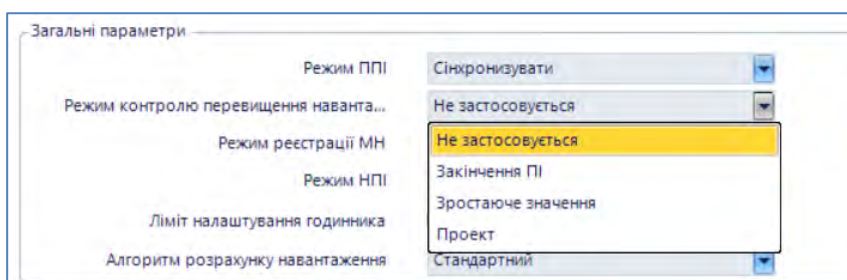 Загальні параметри
Режим ППІ Сінхронизувати
Режим контролю перевищення наванта... Не застосовується
Режим реєстрації МН Не застосовується
Закінчення ПІ
Режим НПІ
Зростаюче значення
Ліміт налаштування годинника
Проект
Алгоритм розрахунку навантаження Стандартний